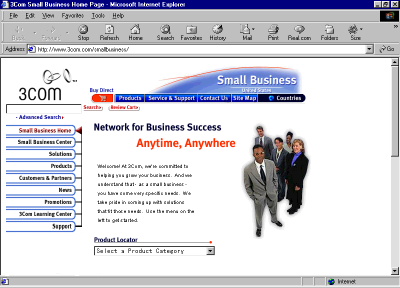 3Com Small Business Home Page - Microsoft Internet Explorer
File Edit View Favorites Tools Help
Back Forward Stop Refresh Home Search Favorites History Mail Print Real.com Folders Size
Address http://www.3com.com/smallbusiness/ Go
3COM
Small Business
United States
Buy Direct
Products Service & Support Contact Us Site Map Countries
Search Review Cart
Advanced Search
Small Business Home
Small Business Center
Solutions
Products
Customers & Partners
News
Promotions
3Com Learning Center
Support
Network for Business Success
Anytime, Anywhere
Welcome! At 3Com, we're committed to
helping you grow your business. And we
understand that - as a small business -
you have some very specific needs. We
take pride in coming up with solutions
that fit those needs. Use the menu on the
left to get started.
Product Locator
Select a Product Category
Internet